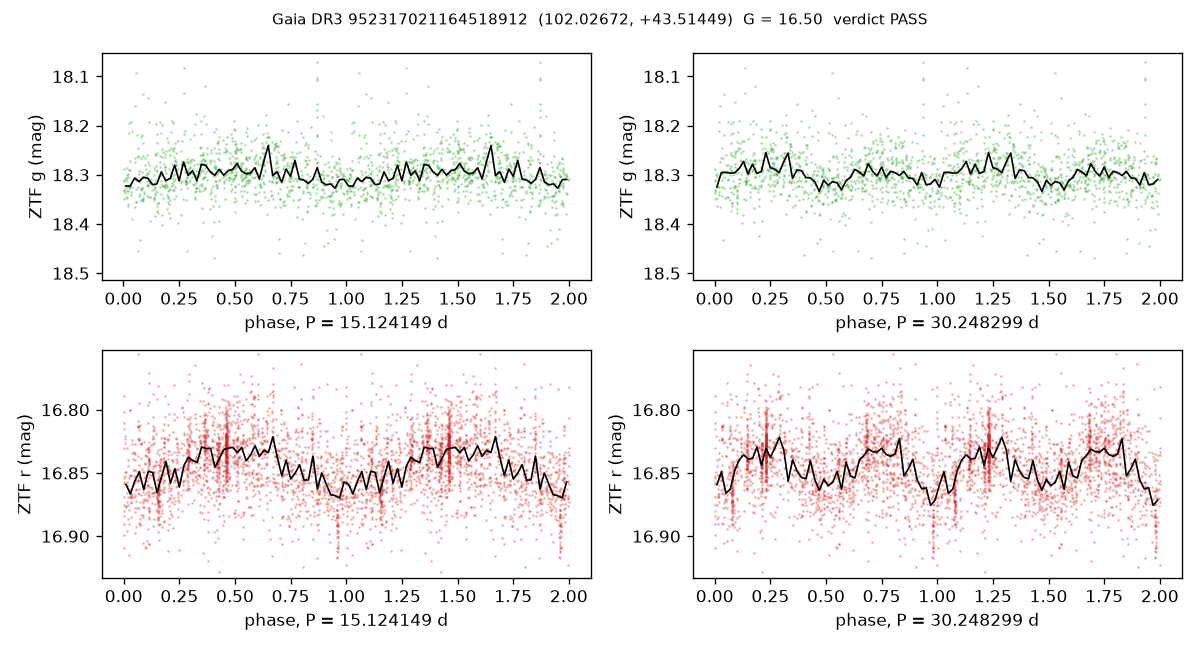 Gaia DR3 952317021164518912 (102.02672, +43.51449) G = 16.50 verdict PASS
ZTF g (mag)
18.1
18.2
18.3
18.4
18.5
0.00 0.25 0.50 0.75 1.00 1.25 1.50 1.75 2.00
phase, P = 15.124149 d
ZTF g (mag)
18.1
18.2
18.3
18.4
18.5
0.00 0.25 0.50 0.75 1.00 1.25 1.50 1.75 2.00
phase, P = 30.248299 d
ZTF r (mag)
16.80
16.85
16.90
0.00 0.25 0.50 0.75 1.00 1.25 1.50 1.75 2.00
phase, P = 15.124149 d
ZTF r (mag)
16.80
16.85
16.90
0.00 0.25 0.50 0.75 1.00 1.25 1.50 1.75 2.00
phase, P = 30.248299 d